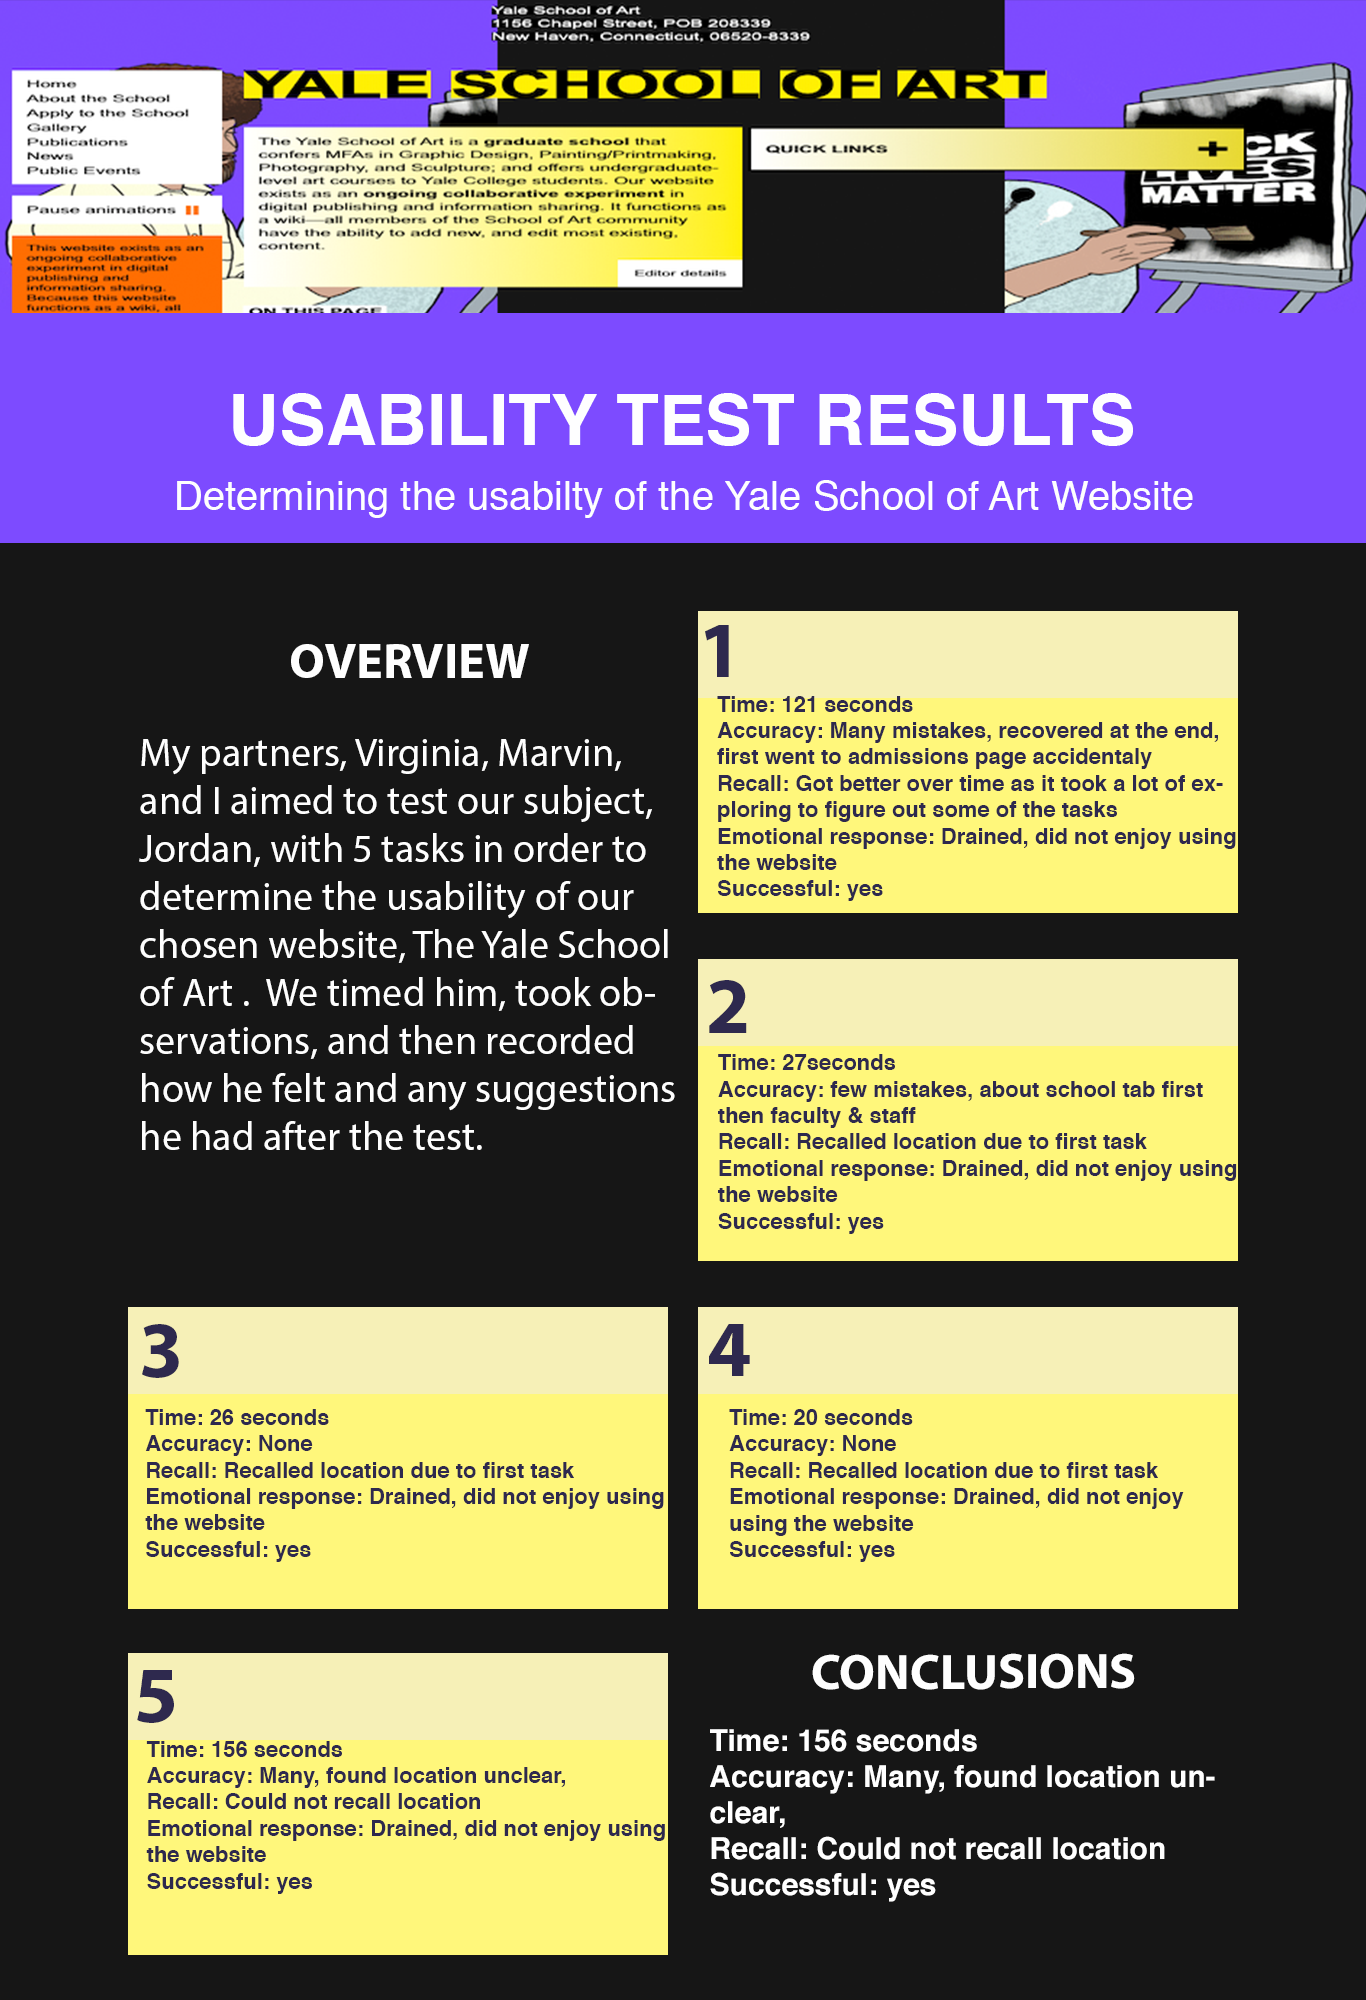 Yale School of Art
1156 Chapel Street, POB 208339
New Haven, Connecticut, 06520-8339
Home
About the School
Apply to the School
Gallery
Publications
News
Public Events
Pause animations
This website exists as an
ongoing collaborative
experiment in digital
publishing and
information sharing.
Because this website
functions as a wiki, all
YALE SCHOOL OF ART
The Yale School of Art is a graduate school that
confers MFAs in Graphic Design, Painting/Printmaking,
Photography, and Sculpture; and offers undergraduate-
level art courses to Yale College students. Our website
exists as an ongoing collaborative experiment in
digital publishing and information sharing. It functions as
a wiki—all members of the School of Art community
have the ability to add new, and edit most existing,
content.
Editor details
ON THIS PAGE
QUICK LINKS +
CK
LIVES
MATTER
USABILITY TEST RESULTS
Determining the usabilty of the Yale School of Art Website
OVERVIEW
My partners, Virginia, Marvin,
and I aimed to test our subject,
Jordan, with 5 tasks in order to
determine the usability of our
chosen website, The Yale School
of Art .  We timed him, took ob-
servations, and then recorded
how he felt and any suggestions
he had after the test.
1
Time: 121 seconds
Accuracy: Many mistakes, recovered at the end,
first went to admissions page accidentaly
Recall: Got better over time as it took a lot of ex-
ploring to figure out some of the tasks
Emotional response: Drained, did not enjoy using
the website
Successful: yes
2
Time: 27seconds
Accuracy: few mistakes, about school tab first
then faculty & staff
Recall: Recalled location due to first task
Emotional response: Drained, did not enjoy using
the website
Successful: yes
3
Time: 26 seconds
Accuracy: None
Recall: Recalled location due to first task
Emotional response: Drained, did not enjoy using
the website
Successful: yes
4
Time: 20 seconds
Accuracy: None
Recall: Recalled location due to first task
Emotional response: Drained, did not enjoy
using the website
Successful: yes
5
Time: 156 seconds
Accuracy: Many, found location unclear,
Recall: Could not recall location
Emotional response: Drained, did not enjoy using
the website
Successful: yes
CONCLUSIONS
Time: 156 seconds
Accuracy: Many, found location un-
clear,
Recall: Could not recall location
Successful: yes